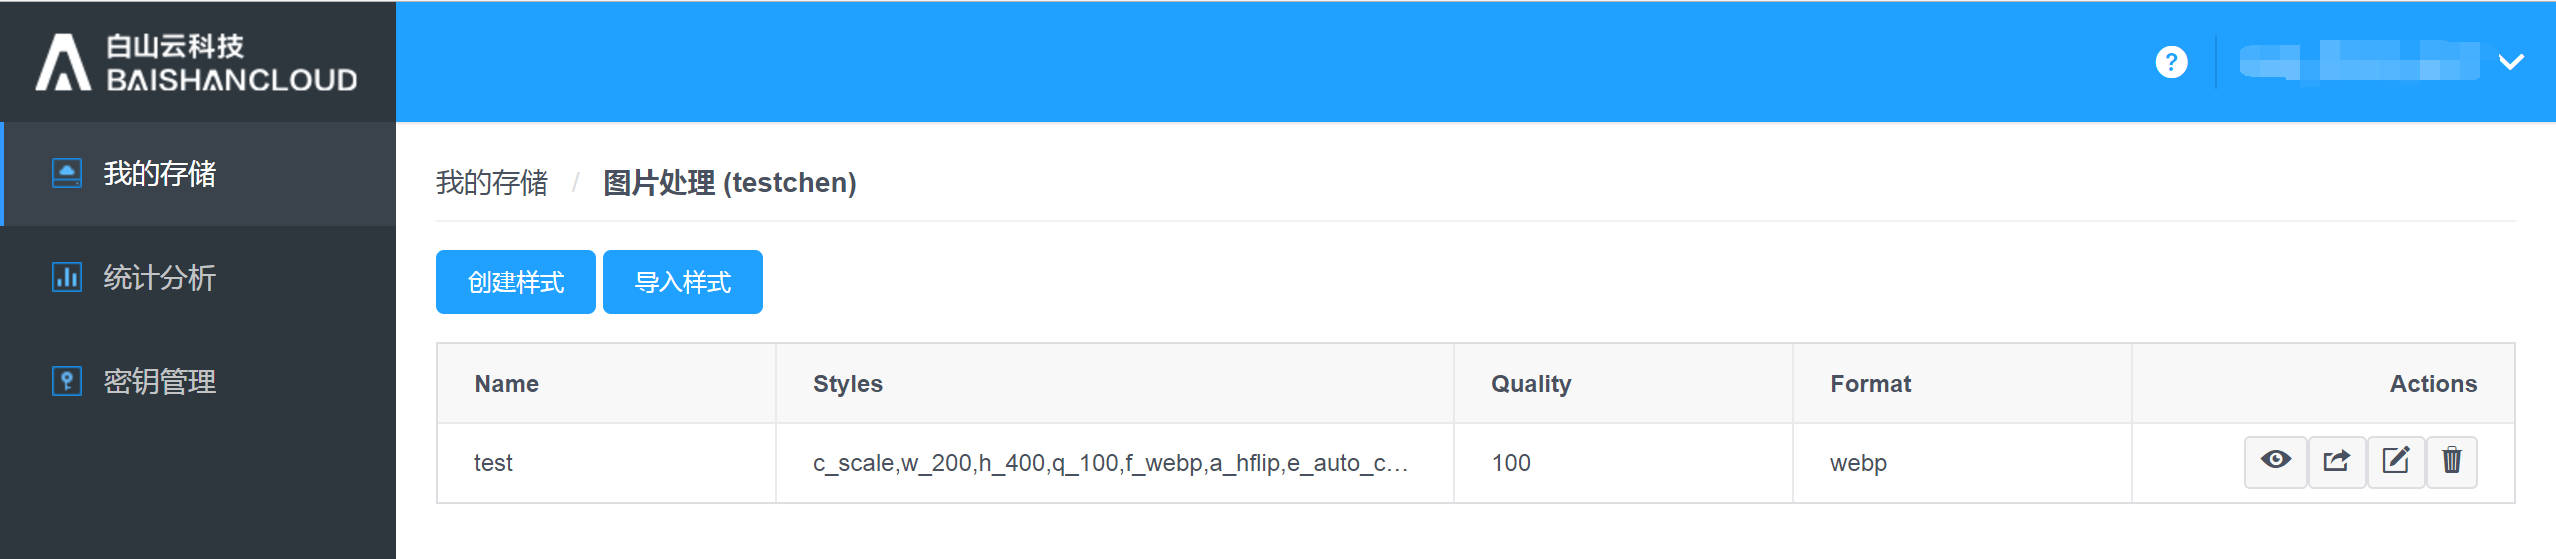 白山云科技
BAISHANCLOUD
?
我的存储
统计分析
密钥管理
我的存储 / 图片处理 (testchen)
创建样式 导入样式
Name Styles Quality Format Actions
test c_scale,w_200,h_400,q_100,f_webp,a_hflip,e_auto_c... 100 webp